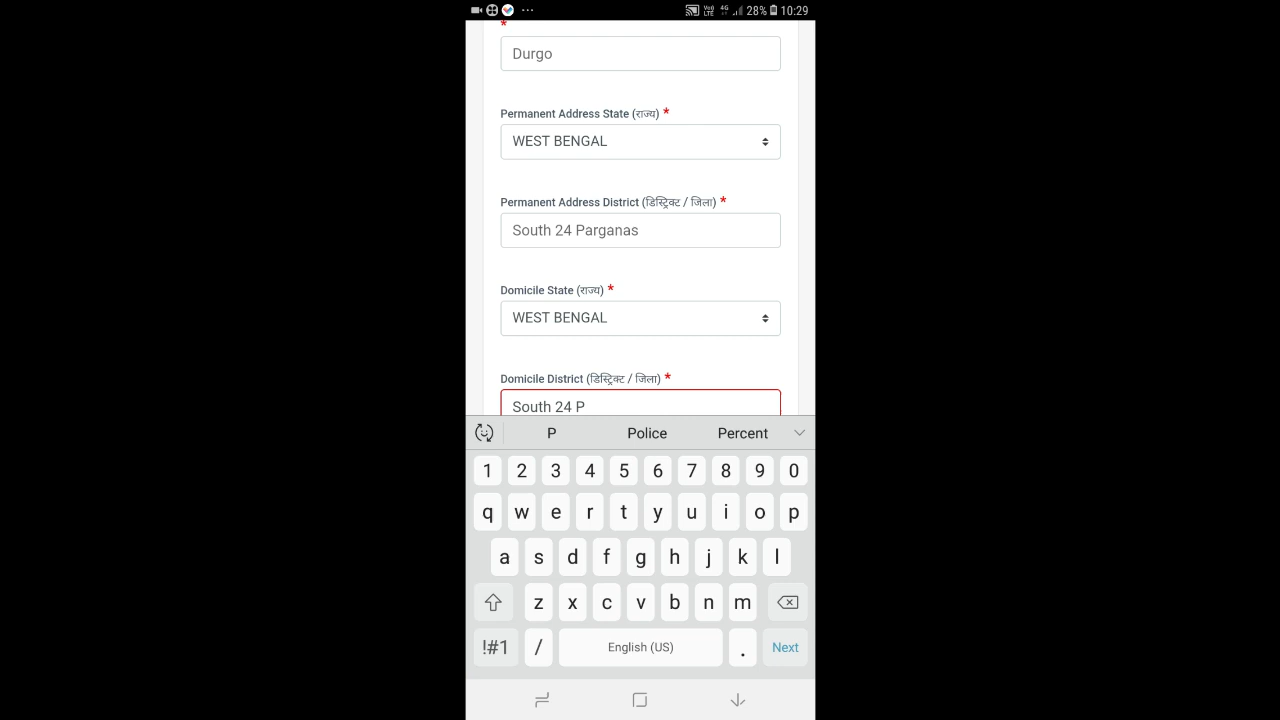 VoLTE 4G 28% 10:29
*
Durgo
Permanent Address State (राज्य) *
WEST BENGAL
Permanent Address District (डिस्ट्रिक्ट / जिला) *
South 24 Parganas
Domicile State (राज्य) *
WEST BENGAL
Domicile District (डिस्ट्रिक्ट / जिला) *
South 24 P
P Police Percent
1 2 3 4 5 6 7 8 9 0
q w e r t y u i o p
a s d f g h j k l
z x c v b n m
!#1 / English (US) . Next